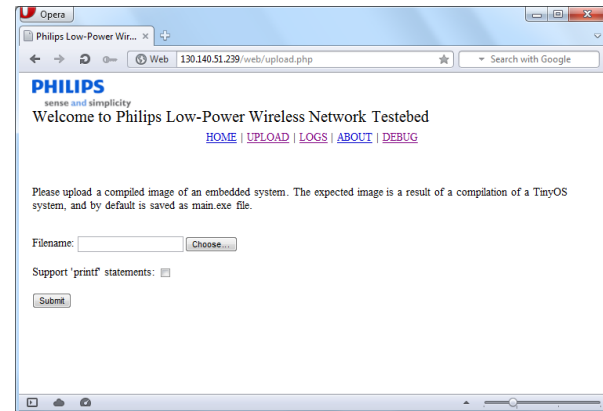 Opera
Philips Low-Power Wir...
Web 130.140.51.239/web/upload.php Search with Google
PHILIPS
sense and simplicity
Welcome to Philips Low-Power Wireless Network Testebed
HOME | UPLOAD | LOGS | ABOUT | DEBUG
Please upload a compiled image of an embedded system. The expected image is a result of a compilation of a TinyOS
system, and by default is saved as main.exe file.
Filename: Choose...
Support 'printf' statements:
Submit